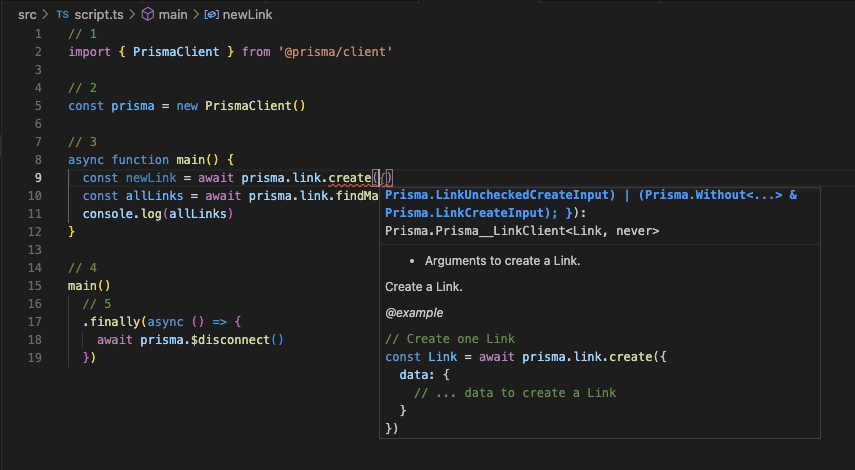 src > TS script.ts > main > newLink
1 // 1
2 import { PrismaClient } from '@prisma/client'
3
4 // 2
5 const prisma = new PrismaClient()
6
7 // 3
8 async function main() {
9 const newLink = await prisma.link.create()
10 const allLinks = await prisma.link.findMa
11 console.log(allLinks)
12 }
13
14 // 4
15 main()
16 // 5
17 .finally(async () => {
18 await prisma.$disconnect()
19 })
Prisma.LinkUncheckedCreateInput) | (Prisma.Without<...> &
Prisma.LinkCreateInput); }):
Prisma.Prisma__LinkClient<Link, never>
• Arguments to create a Link.
Create a Link.
@example
// Create one Link
const Link = await prisma.link.create({
data: {
// ... data to create a Link
}
})